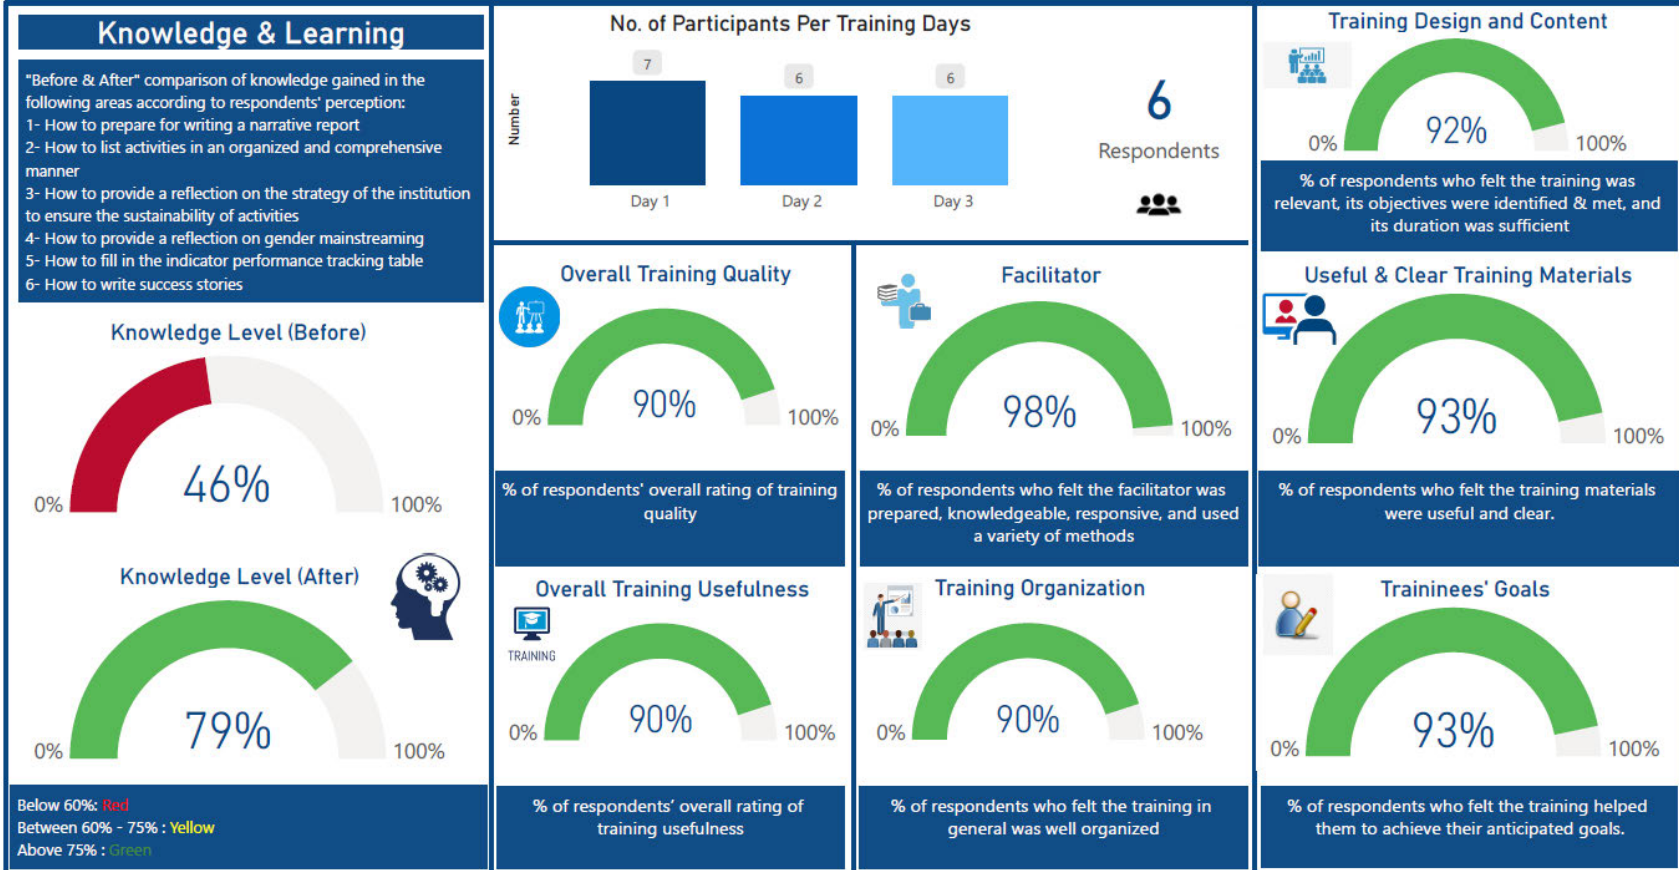 Knowledge & Learning
"Before & After" comparison of knowledge gained in the
following areas according to respondents' perception:
1- How to prepare for writing a narrative report
2- How to list activities in an organized and comprehensive
manner
3- How to provide a reflection on the strategy of the institution
to ensure the sustainability of activities
4- How to provide a reflection on gender mainstreaming
5- How to fill in the indicator performance tracking table
6- How to write success stories
Knowledge Level (Before)
46%
0%
100%
Knowledge Level (After)
79%
0%
100%
Below 60%: Red
Between 60% - 75% : Yellow
Above 75% : Green
No. of Participants Per Training Days
Number
7
6
6
Day 1
Day 2
Day 3
6
Respondents
Overall Training Quality
90%
0%
100%
% of respondents' overall rating of training
quality
Facilitator
98%
0%
100%
% of respondents who felt the facilitator was
prepared, knowledgeable, responsive, and used
a variety of methods
Overall Training Usefulness
TRAINING
90%
0%
100%
% of respondents' overall rating of
training usefulness
Training Organization
90%
0%
100%
% of respondents who felt the training in
general was well organized
Training Design and Content
92%
0%
100%
% of respondents who felt the training was
relevant, its objectives were identified & met, and
its duration was sufficient
Useful & Clear Training Materials
93%
0%
100%
% of respondents who felt the training materials
were useful and clear.
Traininees' Goals
93%
0%
100%
% of respondents who felt the training helped
them to achieve their anticipated goals.